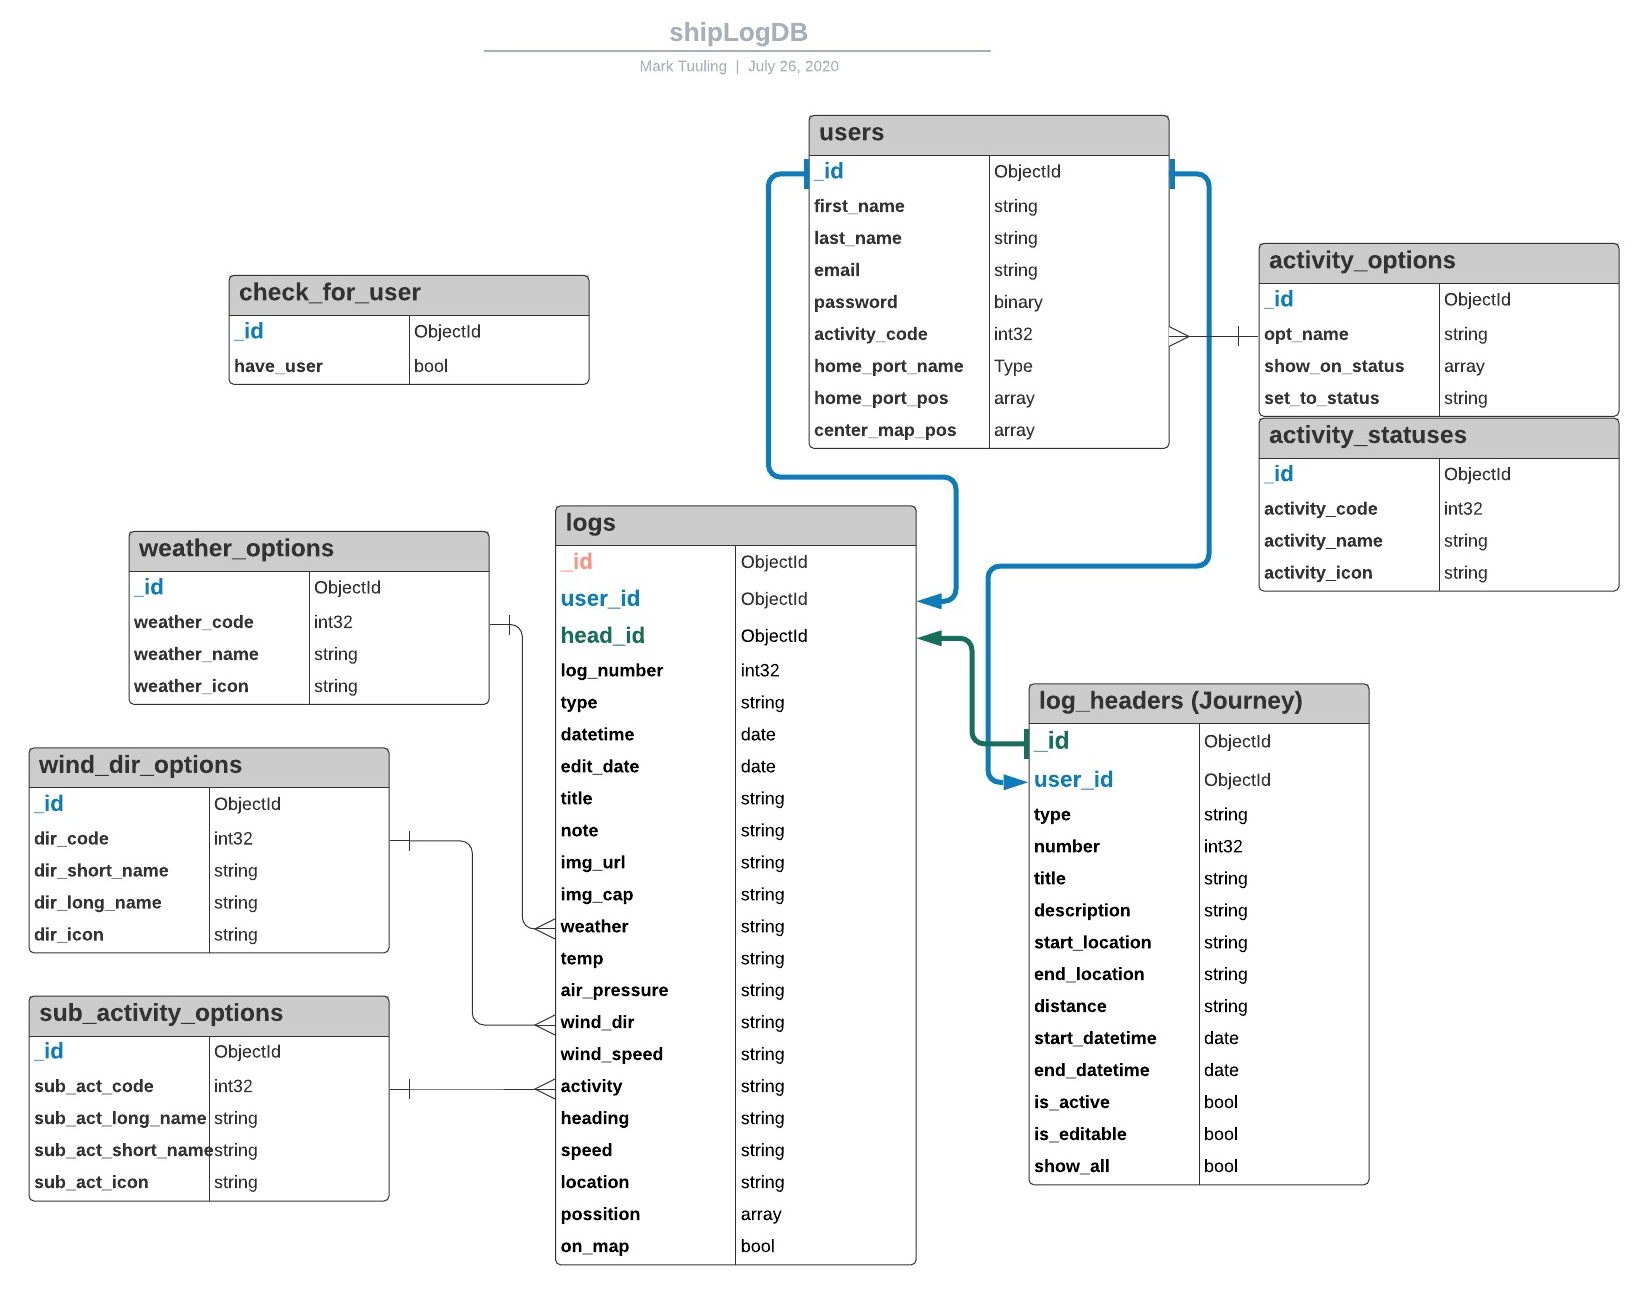 shipLogDB
Mark Tuuling | July 26, 2020
users
_id ObjectId
first_name string
last_name string
email string
password binary
activity_code int32
home_port_name Type
home_port_pos array
center_map_pos array
activity_options
_id ObjectId
opt_name string
show_on_status array
set_to_status string
activity_statuses
_id ObjectId
activity_code int32
activity_name string
activity_icon string
check_for_user
_id ObjectId
have_user bool
logs
_id ObjectId
user_id ObjectId
head_id ObjectId
log_number int32
type string
datetime date
edit_date date
title string
note string
img_url string
img_cap string
weather string
temp string
air_pressure string
wind_dir string
wind_speed string
activity string
heading string
speed string
location string
possition array
on_map bool
weather_options
_id ObjectId
weather_code int32
weather_name string
weather_icon string
wind_dir_options
_id ObjectId
dir_code int32
dir_short_name string
dir_long_name string
dir_icon string
sub_activity_options
_id ObjectId
sub_act_code int32
sub_act_long_name string
sub_act_short_name string
sub_act_icon string
log_headers (Journey)
_id ObjectId
user_id ObjectId
type string
number int32
title string
description string
start_location string
end_location string
distance string
start_datetime date
end_datetime date
is_active bool
is_editable bool
show_all bool